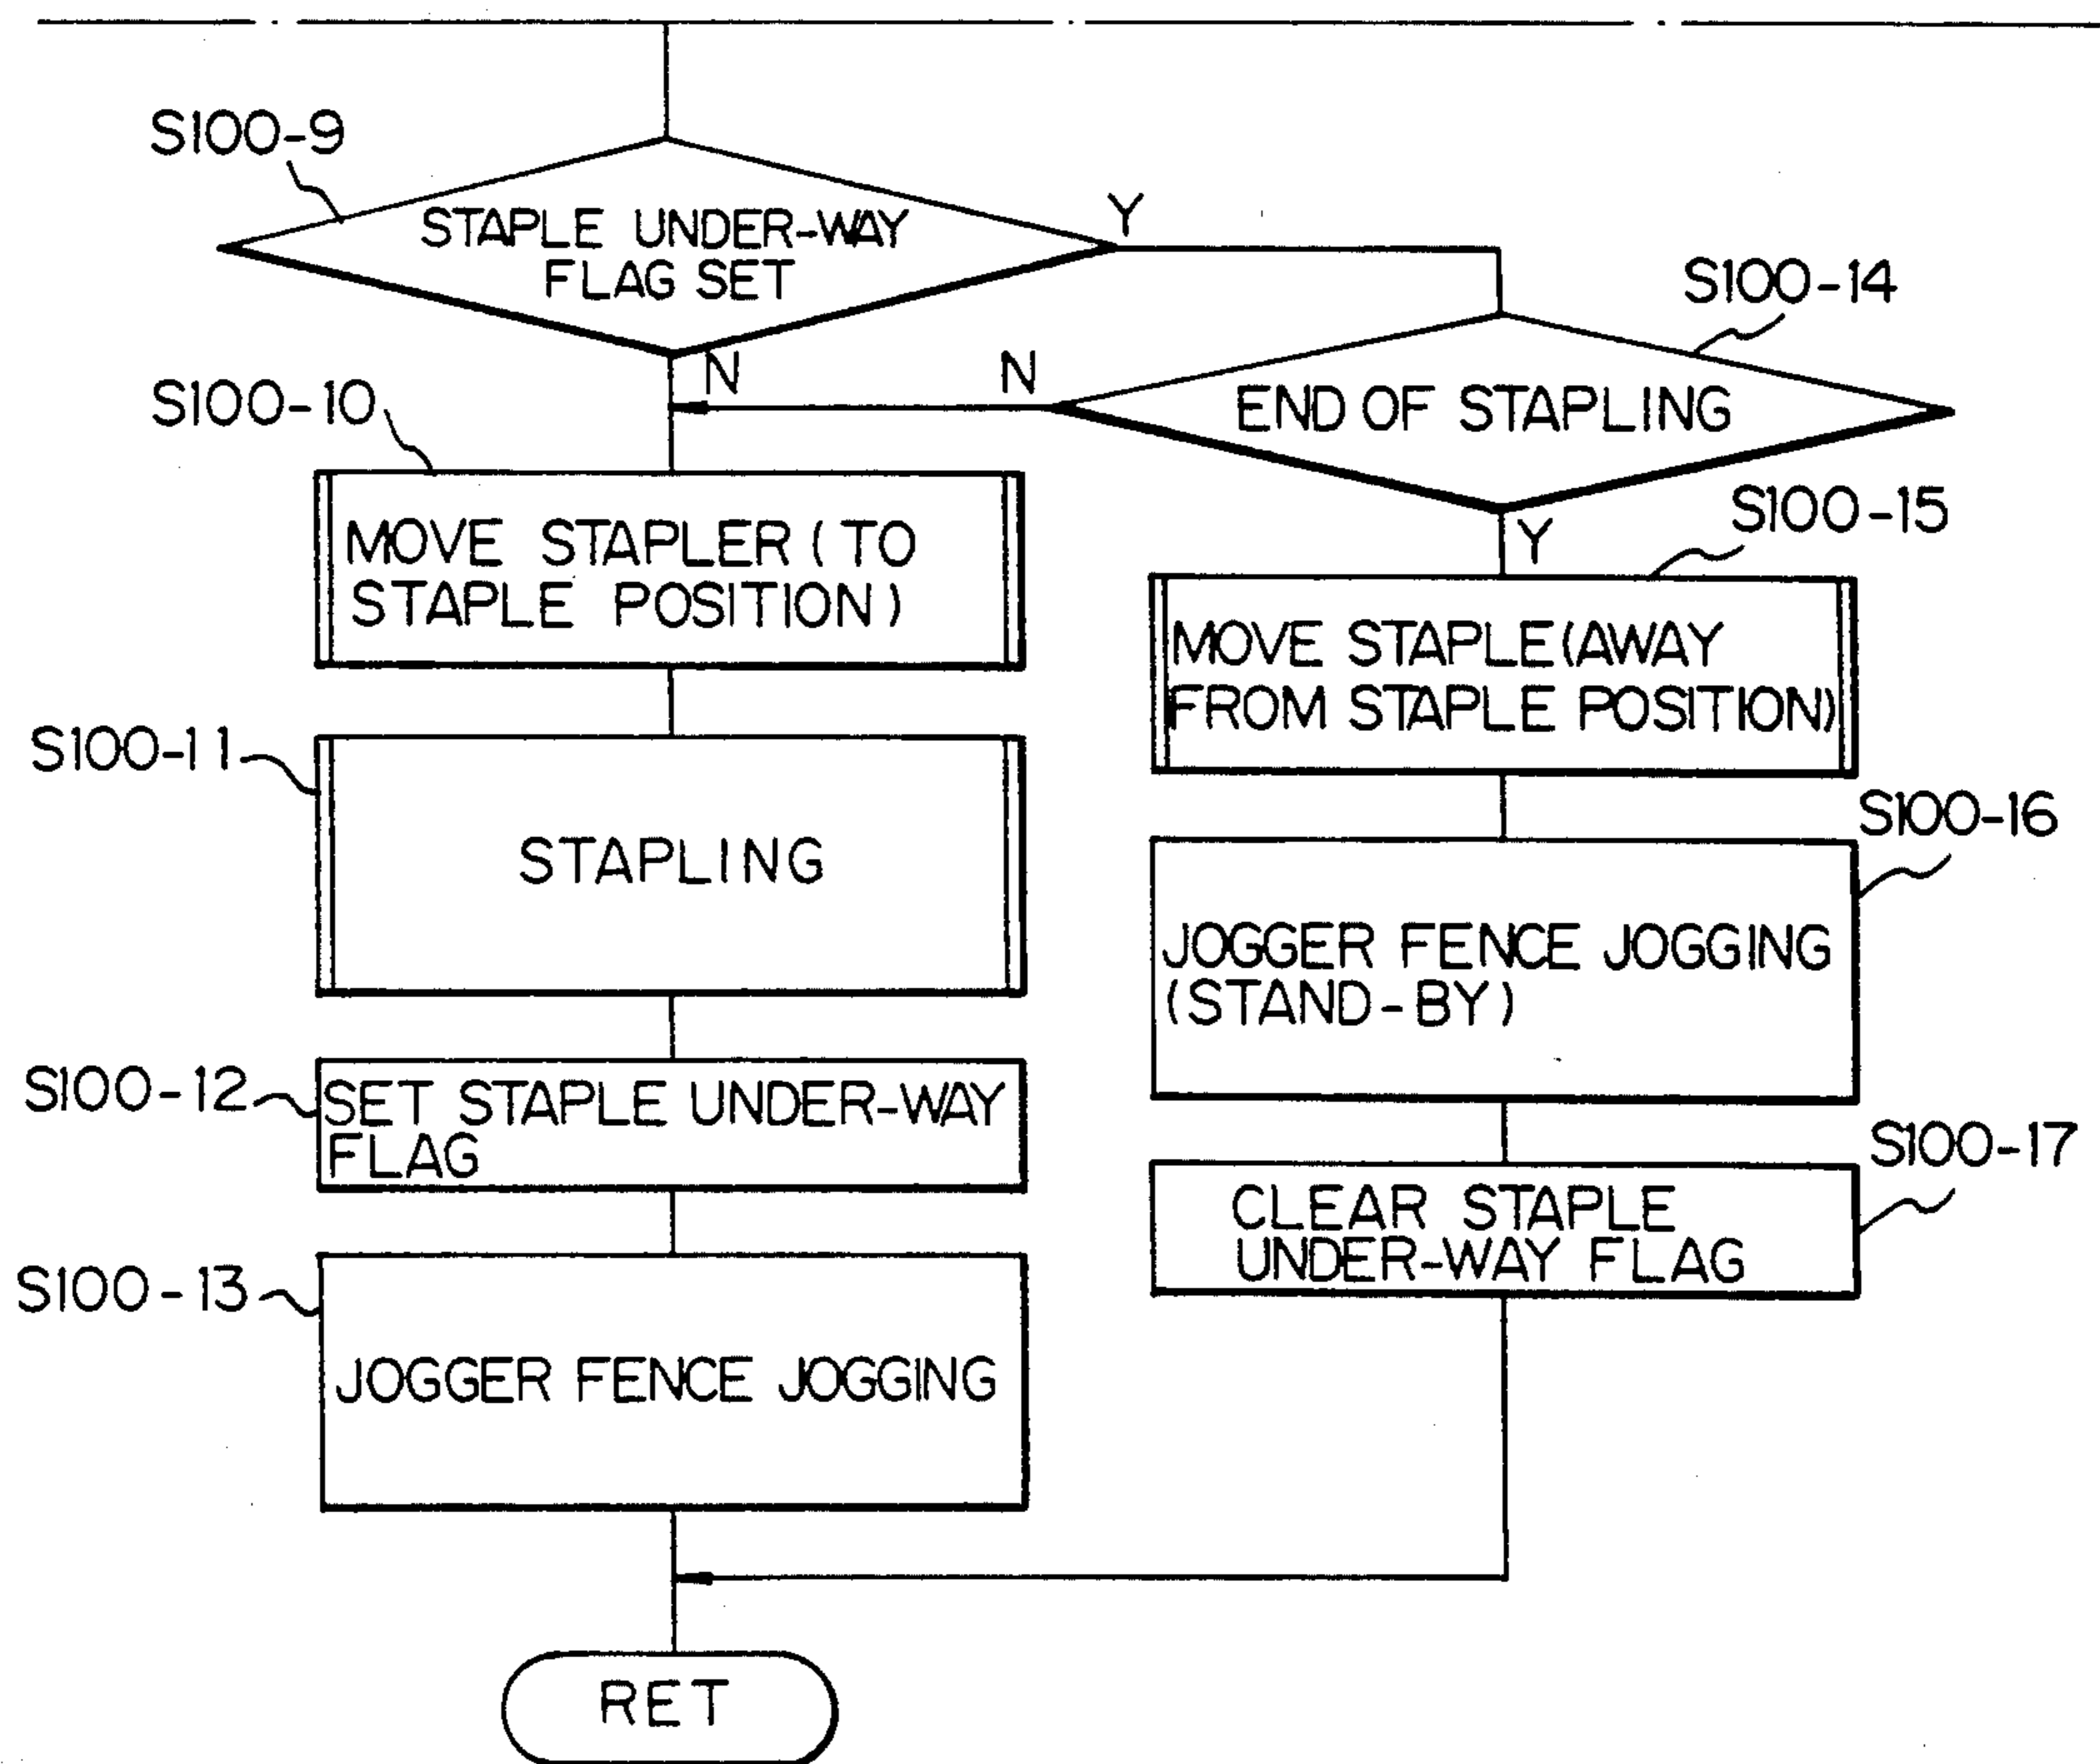 S100-9
STAPLE UNDER-WAY
FLAG SET
Y
N
S100-14
END OF STAPLING
N
Y
S100-10
MOVE STAPLER (TO
STAPLE POSITION)
S100-11
STAPLING
S100-12
SET STAPLE UNDER-WAY
FLAG
S100-13
JOGGER FENCE JOGGING
S100-15
MOVE STAPLE(AWAY
FROM STAPLE POSITION)
S100-16
JOGGER FENCE JOGGING
(STAND-BY)
S100-17
CLEAR STAPLE
UNDER-WAY FLAG
RET